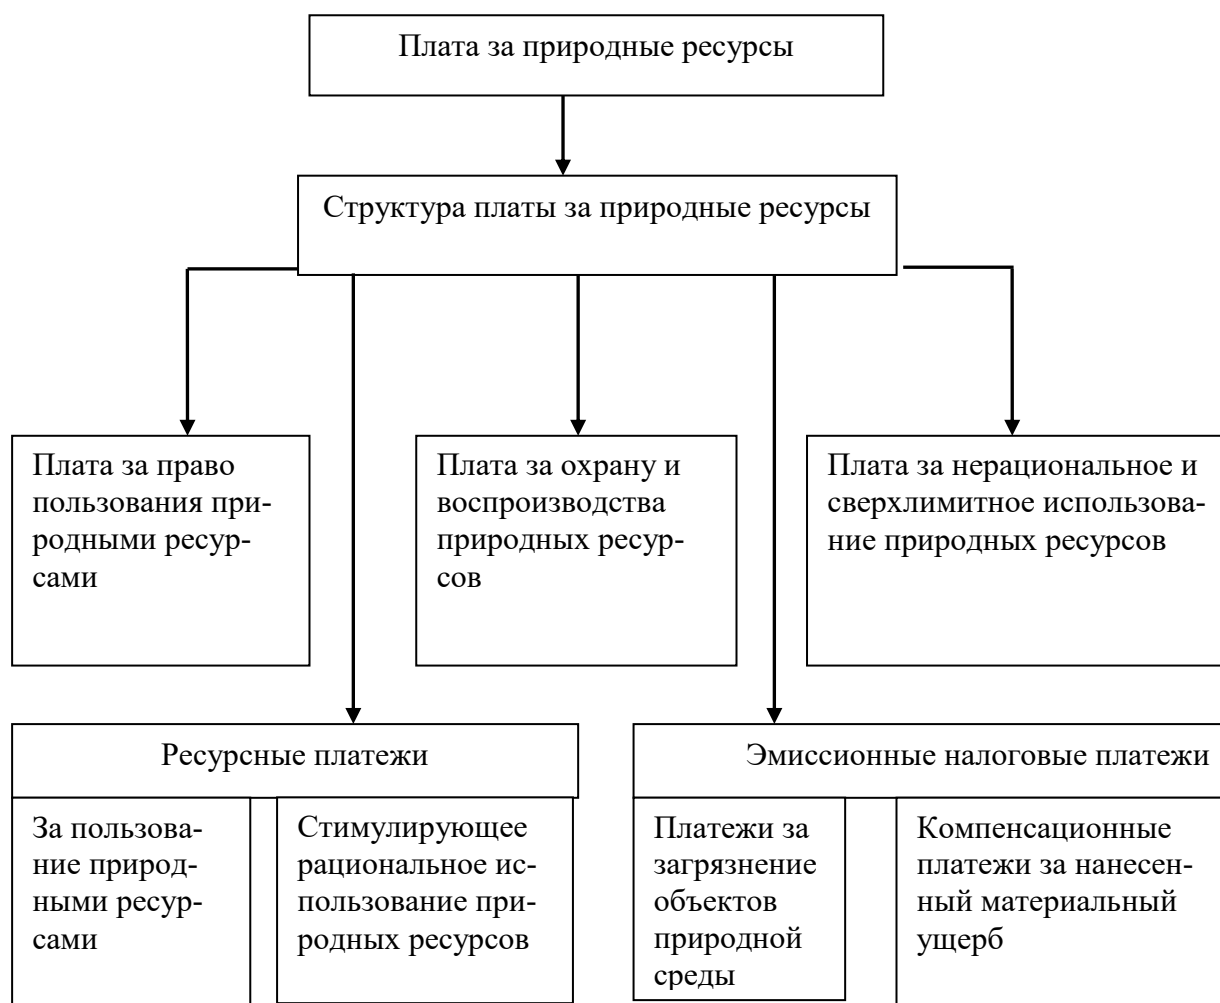 Плата за природные ресурсы
Структура платы за природные ресурсы
Плата за право
пользования при-
родными ресур-
сами
Плата за охрану и
воспроизводства
природных ресур-
сов
Плата за нерациональное и
сверхлимитное использова-
ние природных ресурсов
Ресурсные платежи
За пользова-
ние природ-
ными ресур-
сами
Стимулирующее
рациональное ис-
пользование при-
родных ресурсов
Эмиссионные налоговые платежи
Платежи за
загрязнение
объектов
природной
среды
Компенсационные
платежи за нанесен-
ный материальный
ущерб